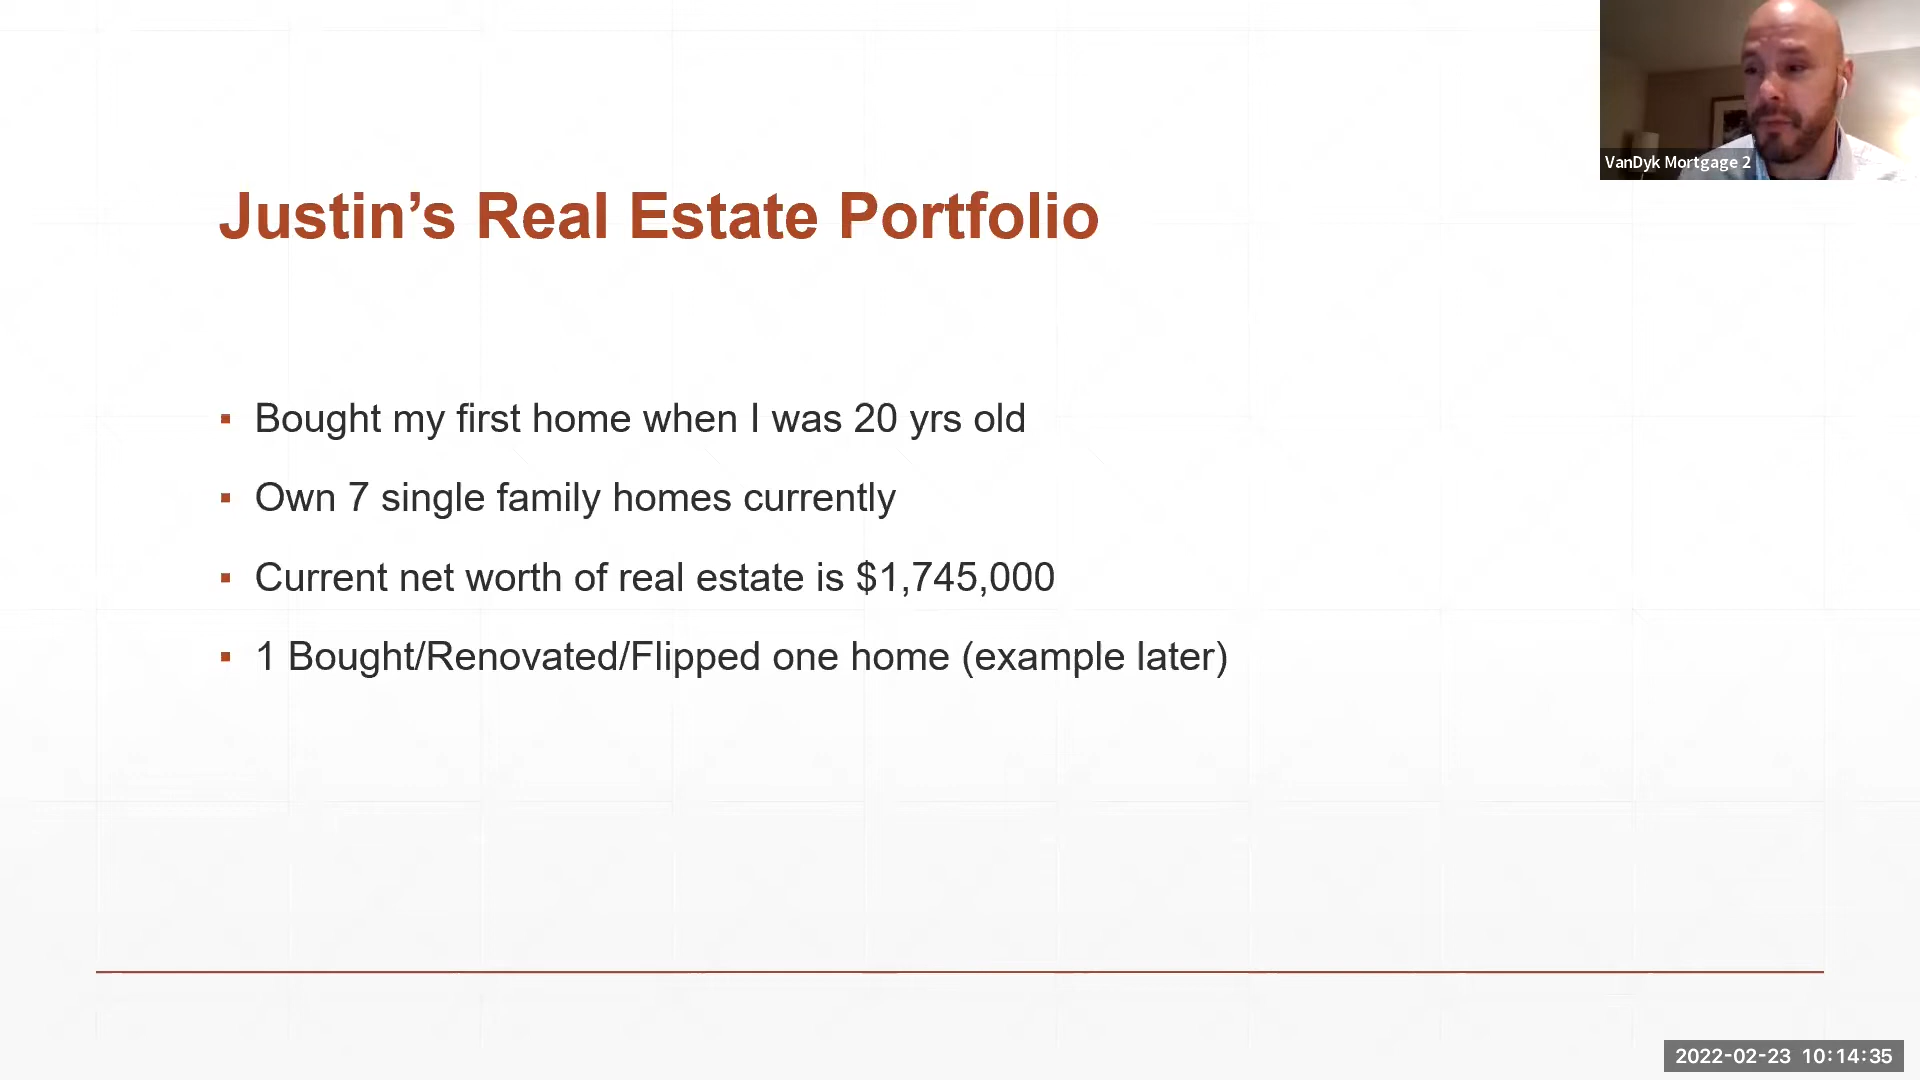 VanDyk Mortgage 2
Justin’s Real Estate Portfolio
▪ Bought my first home when I was 20 yrs old
▪ Own 7 single family homes currently
▪ Current net worth of real estate is $1,745,000
▪ 1 Bought/Renovated/Flipped one home (example later)
2022-02-23 10:14:35